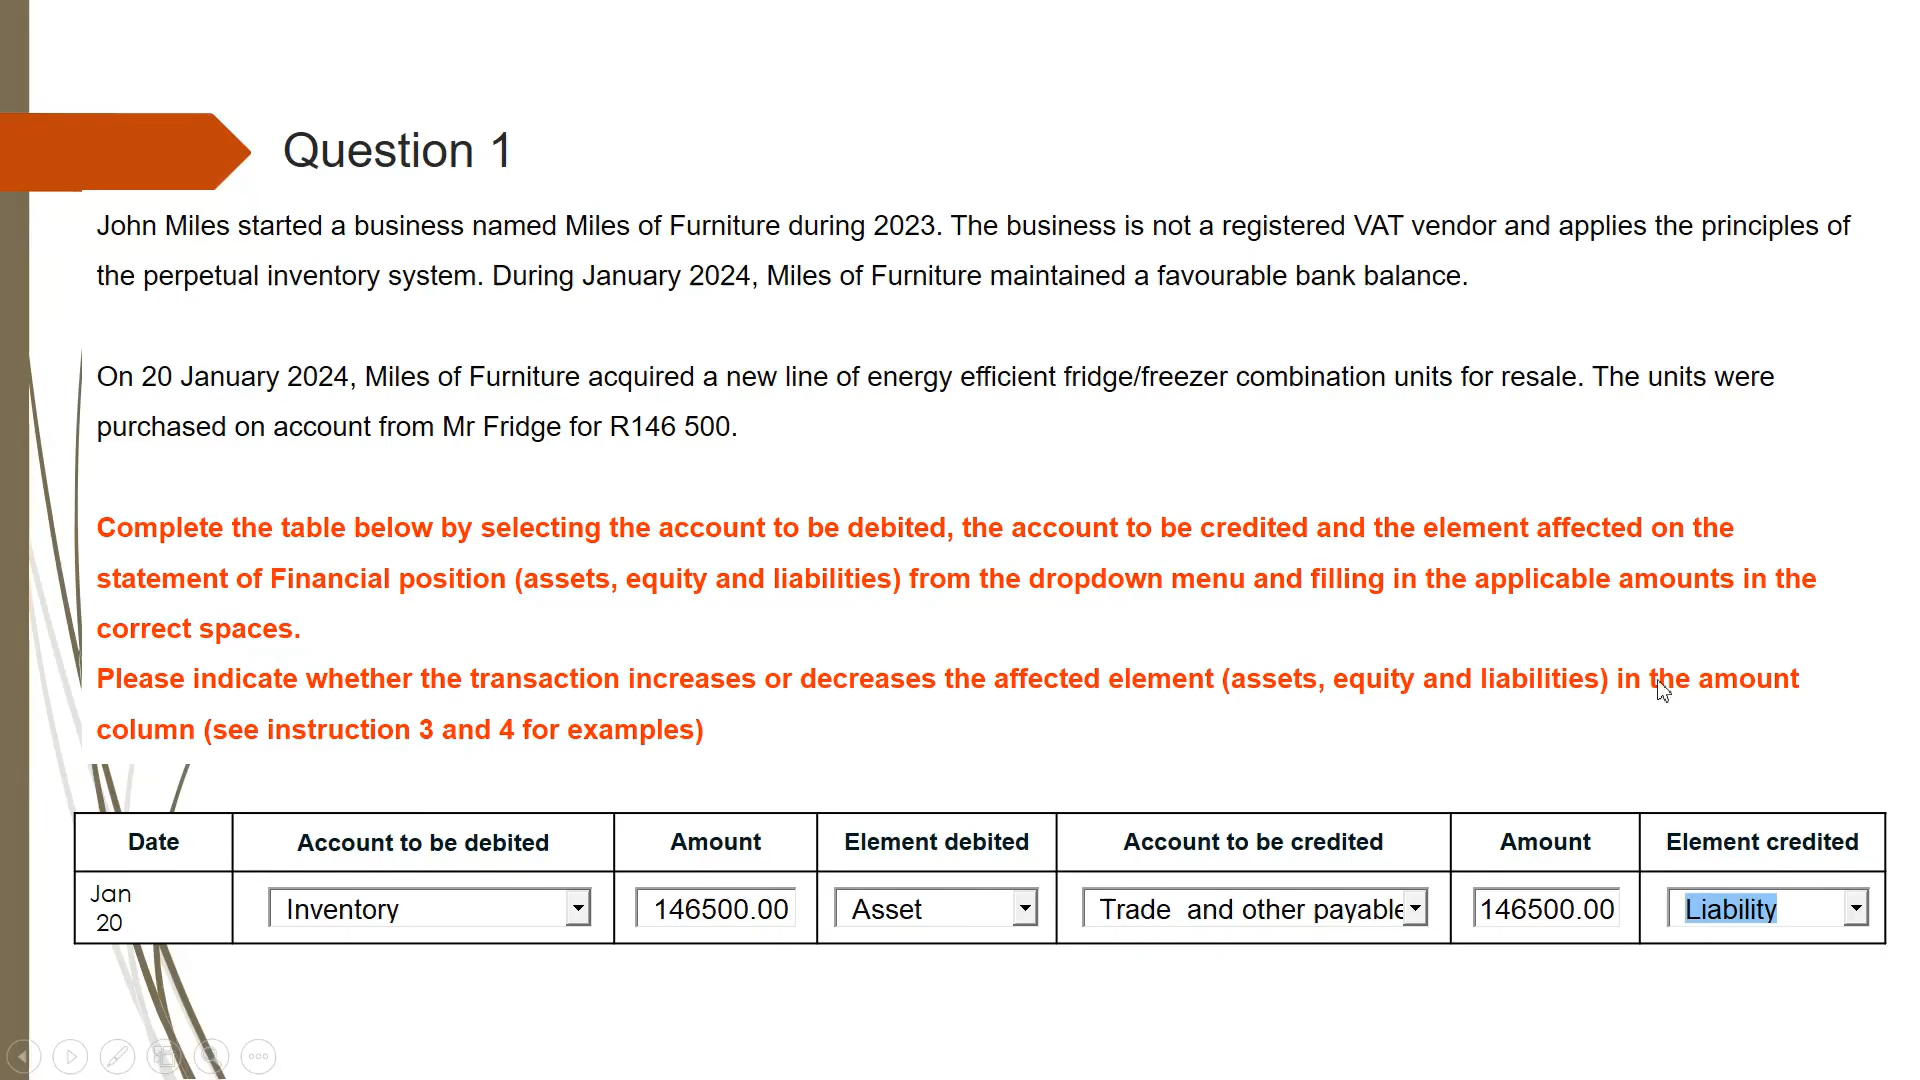 Question 1
John Miles started a business named Miles of Furniture during 2023. The business is not a registered VAT vendor and applies the principles of
the perpetual inventory system. During January 2024, Miles of Furniture maintained a favourable bank balance.
On 20 January 2024, Miles of Furniture acquired a new line of energy efficient fridge/freezer combination units for resale. The units were
purchased on account from Mr Fridge for R146 500.
Complete the table below by selecting the account to be debited, the account to be credited and the element affected on the
statement of Financial position (assets, equity and liabilities) from the dropdown menu and filling in the applicable amounts in the
correct spaces.
Please indicate whether the transaction increases or decreases the affected element (assets, equity and liabilities) in the amount
column (see instruction 3 and 4 for examples)
Date Account to be debited Amount Element debited Account to be credited Amount Element credited
Jan
20 Inventory 146500.00 Asset Trade and other payable 146500.00 Liability